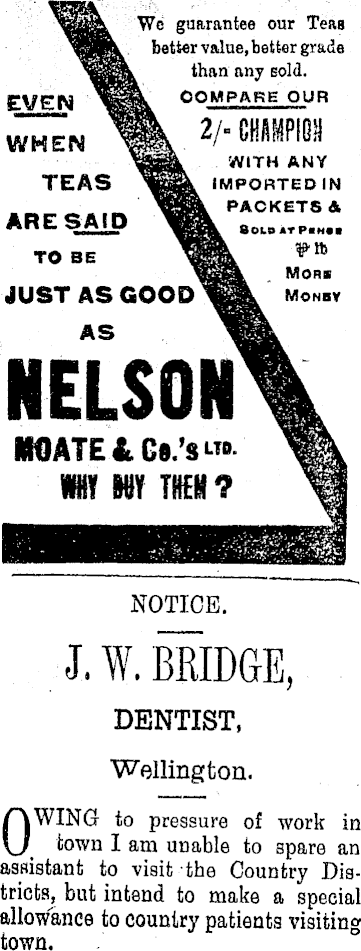 We guarantee our Teas
better value, better grade
than any sold.
COMPARE OUR
2/- CHAMPION
WITH ANY
IMPORTED IN
PACKETS &
SOLD AT PENCE
℔ lb
MORE
MONEY
EVEN
WHEN
TEAS
ARE SAID
TO BE
JUST AS GOOD
AS
NELSON
MOATE & Co.'s LTD.
WHY BUY THEM ?
NOTICE.
J. W. BRIDGE,
DENTIST,
Wellington.
OWING to pressure of work in
town I am unable to spare an
assistant to visit the Country Dis-
tricts, but intend to make a special
allowance to country patients visiting
town.